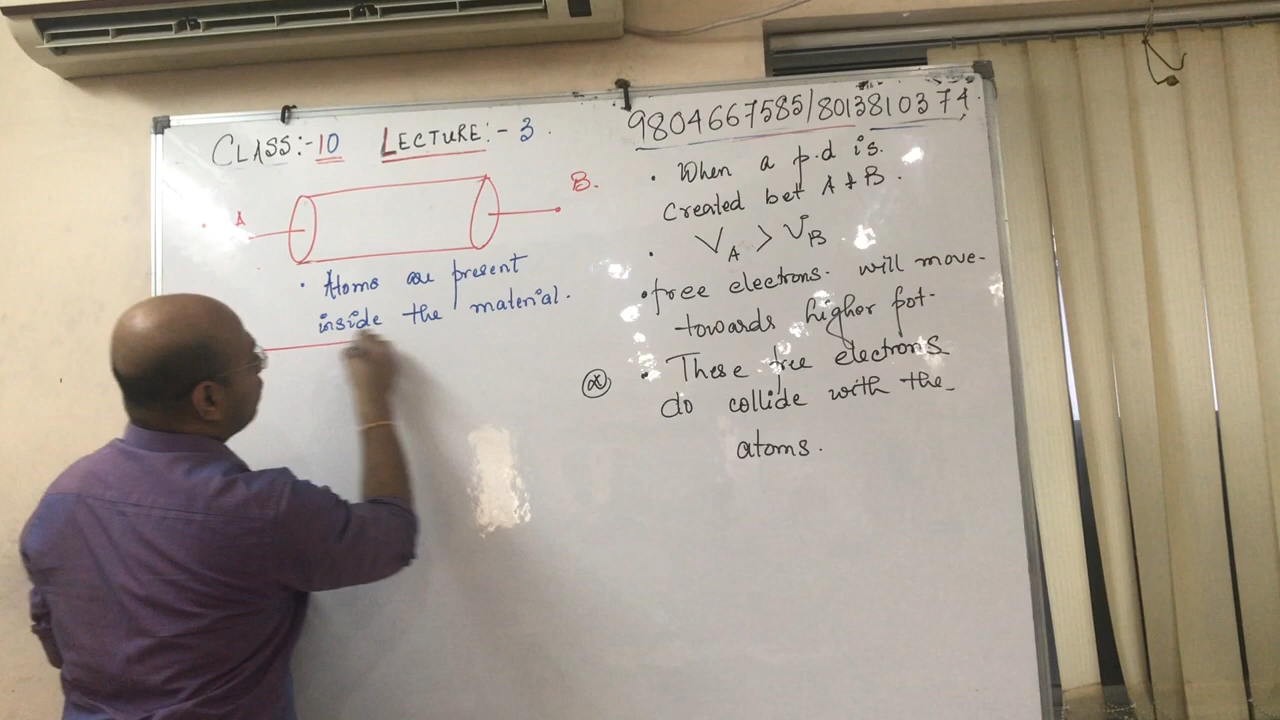 CLASS:-10 LECTURE:- 3.
9804667585/8013810374
A
B.
• Atoms are present
inside the material.
• When a p.d is.
created bet A & B.
• V_A > V_B
• free electrons. will move-
towards higher pot-
• These free electrons
do collide with the
atoms.